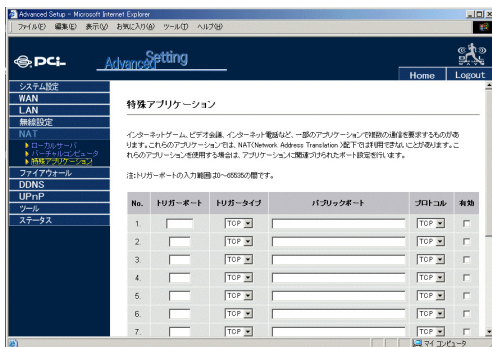 Advanced Setup - Microsoft Internet Explorer
ファイル(F) 編集(E) 表示(V) お気に入り(A) ツール(T) ヘルプ(H)
PCi
Advanced Setting
Home Logout
システム設定
WAN
LAN
無線設定
NAT
ローカルサーバ
バーチャルコンピュータ
特殊アプリケーション
ファイアウォール
DDNS
UPnP
ツール
ステータス
特殊アプリケーション
インターネットゲーム、ビデオ会議、インターネット電話など、一部のアプリケーションで複数の通信を要求するものがあ
ります。これらのアプリケーションでは、NAT(Network Address Translation )配下では利用できないことがあります。こ
れらのアプリーションを使用する場合は、アプリケーションに関連づけられたポート設定を行います。
注:トリガーポートの入力範囲は0~65535の間です。
No. トリガーポート トリガータイプ パブリックポート プロトコル 有効
1. TCP TCP
2. TCP TCP
3. TCP TCP
4. TCP TCP
5. TCP TCP
6. TCP TCP
7. TCP TCP
マイ コンピュータ